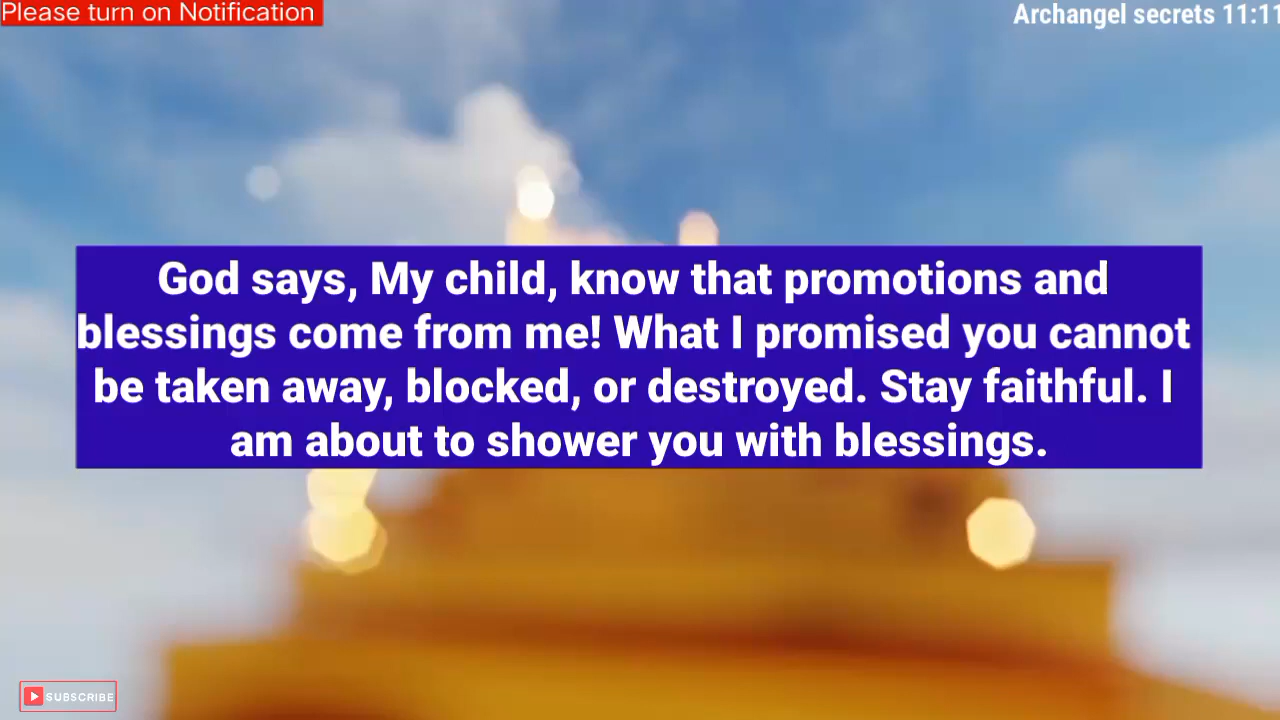 Please turn on Notification
Archangel secrets 11:11
God says, My child, know that promotions and
blessings come from me! What I promised you cannot
be taken away, blocked, or destroyed. Stay faithful. I
am about to shower you with blessings.
SUBSCRIBE